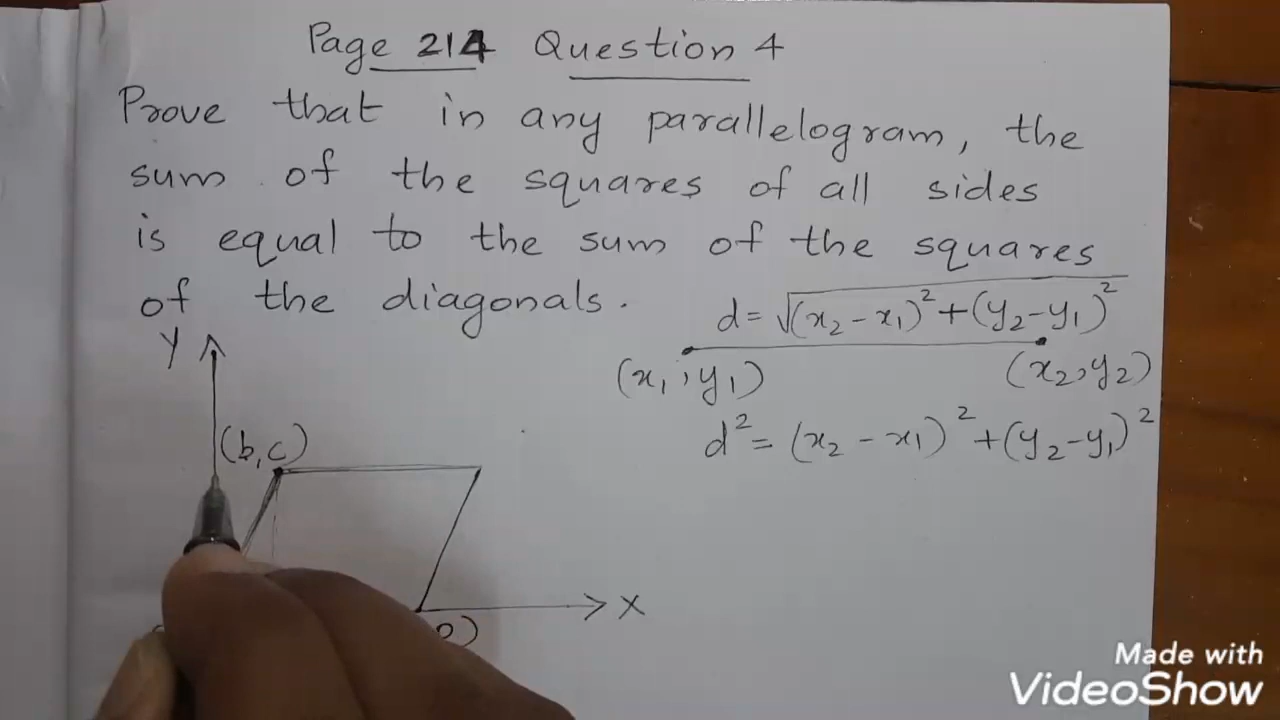 Page 214 Question 4
Prove that in any parallelogram, the
sum of the squares of all sides
is equal to the sum of the squares
of the diagonals.
d = √(x₂ - x₁)² + (y₂ - y₁)²
(x₁, y₁) (x₂, y₂)
d² = (x₂ - x₁)² + (y₂ - y₁)²
Y
(b, c)
X
Made with
VideoShow